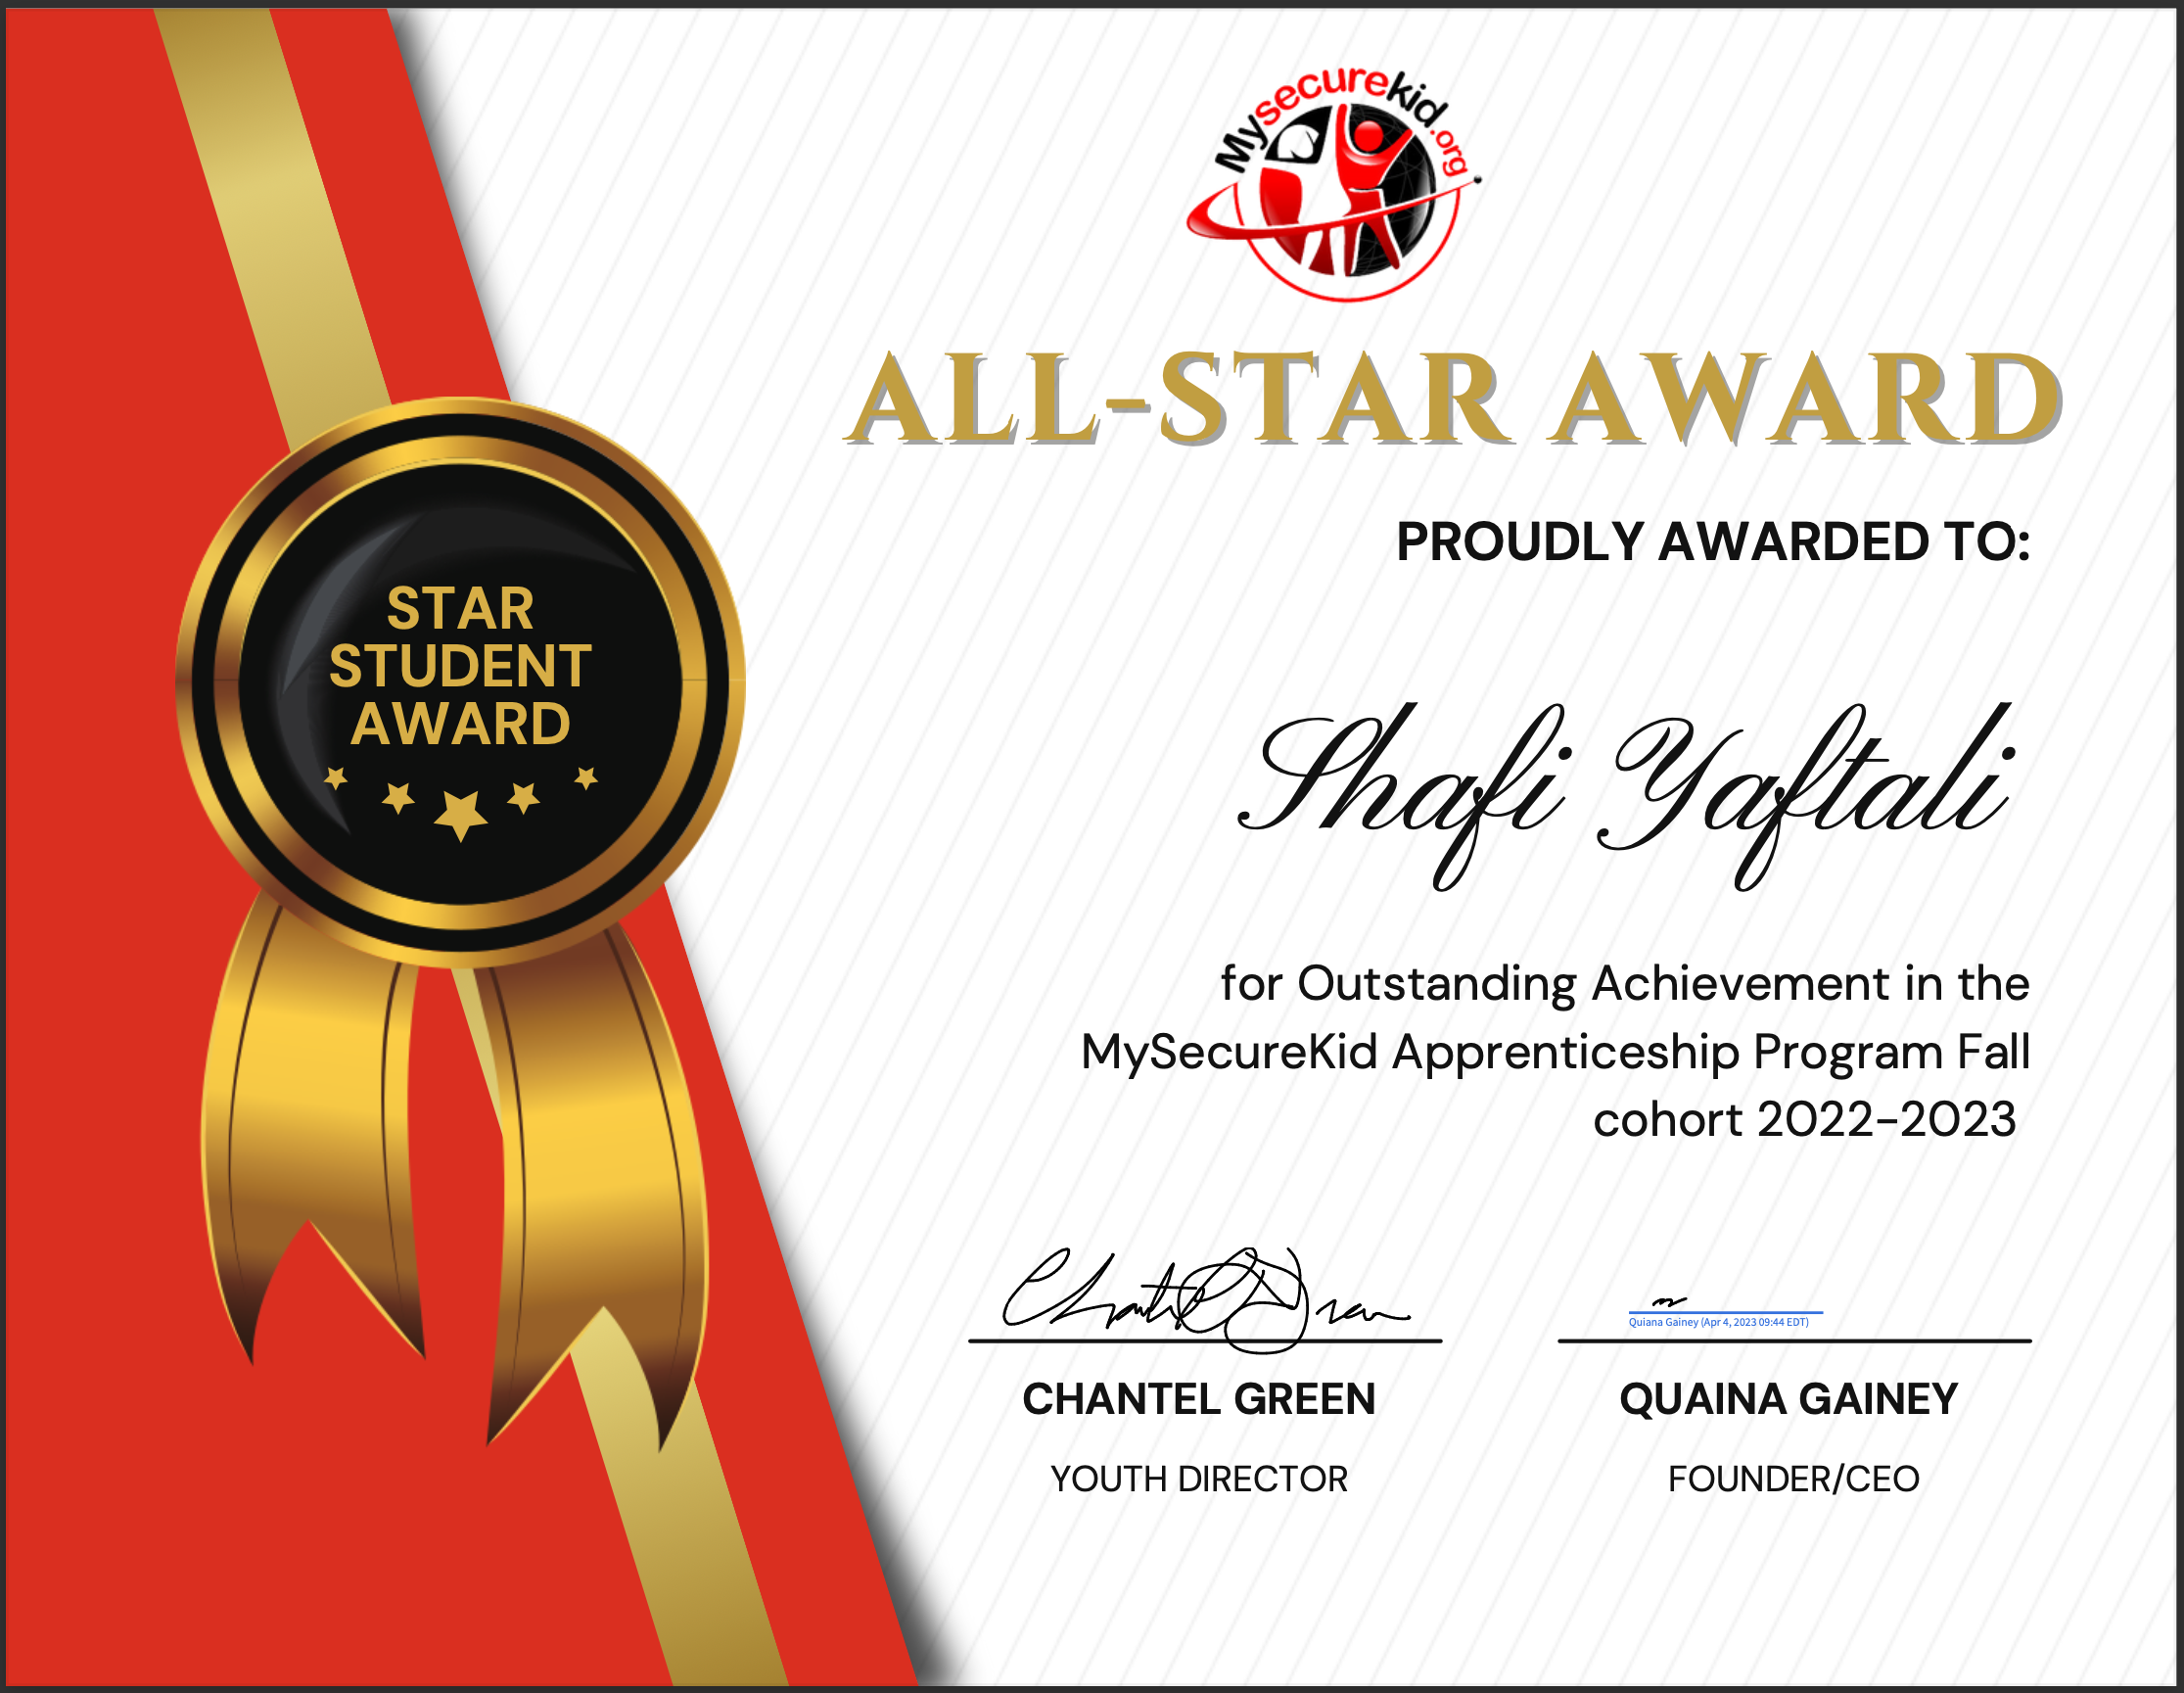 Mysecurekid.org
ALL-STAR AWARD
PROUDLY AWARDED TO:
STAR
STUDENT
AWARD
Shafi Yaftali
for Outstanding Achievement in the
MySecureKid Apprenticeship Program Fall
cohort 2022-2023
Chantel Green
Quiana Gainey (Apr 4, 2023 09:44 EDT)
CHANTEL GREEN
QUAINA GAINEY
YOUTH DIRECTOR
FOUNDER/CEO